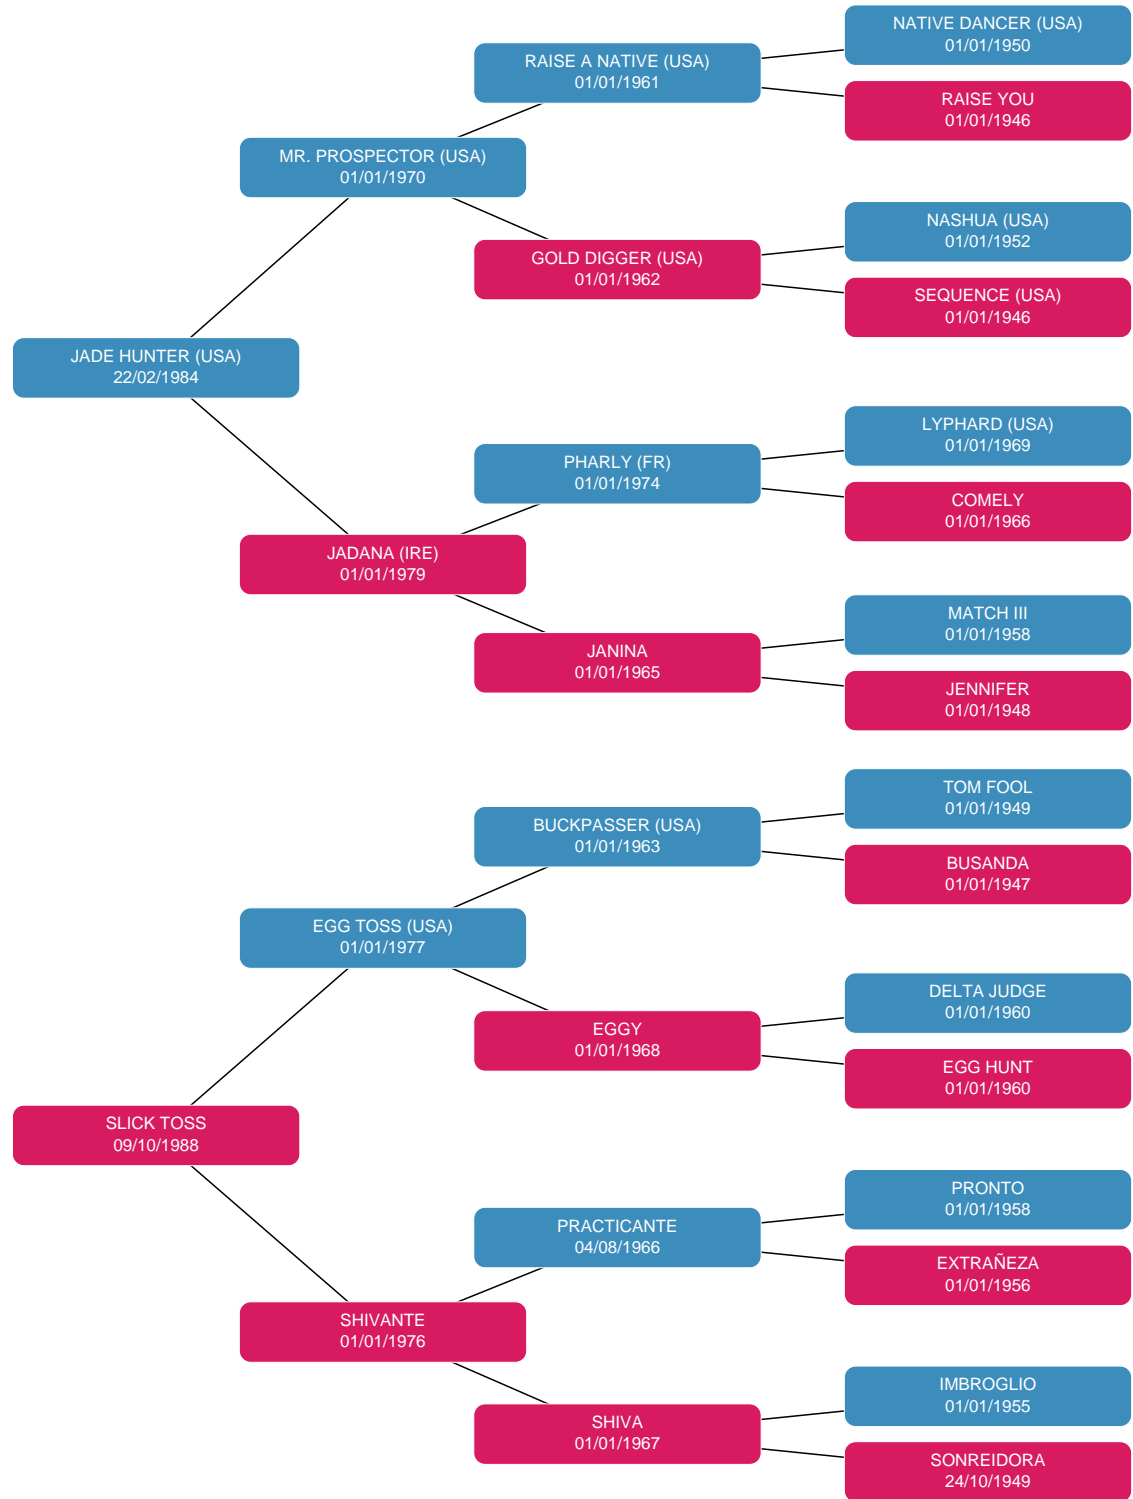 NATIVE DANCER (USA)
01/01/1950
RAISE A NATIVE (USA)
01/01/1961
RAISE YOU
01/01/1946
MR. PROSPECTOR (USA)
01/01/1970
NASHUA (USA)
01/01/1952
GOLD DIGGER (USA)
01/01/1962
SEQUENCE (USA)
01/01/1946
JADE HUNTER (USA)
22/02/1984
LYPHARD (USA)
01/01/1969
PHARLY (FR)
01/01/1974
COMELY
01/01/1966
JADANA (IRE)
01/01/1979
MATCH III
01/01/1958
JANINA
01/01/1965
JENNIFER
01/01/1948
TOM FOOL
01/01/1949
BUCKPASSER (USA)
01/01/1963
BUSANDA
01/01/1947
EGG TOSS (USA)
01/01/1977
DELTA JUDGE
01/01/1960
EGGY
01/01/1968
EGG HUNT
01/01/1960
SLICK TOSS
09/10/1988
PRONTO
01/01/1958
PRACTICANTE
04/08/1966
EXTRAÑEZA
01/01/1956
SHIVANTE
01/01/1976
IMBROGLIO
01/01/1955
SHIVA
01/01/1967
SONREIDORA
24/10/1949